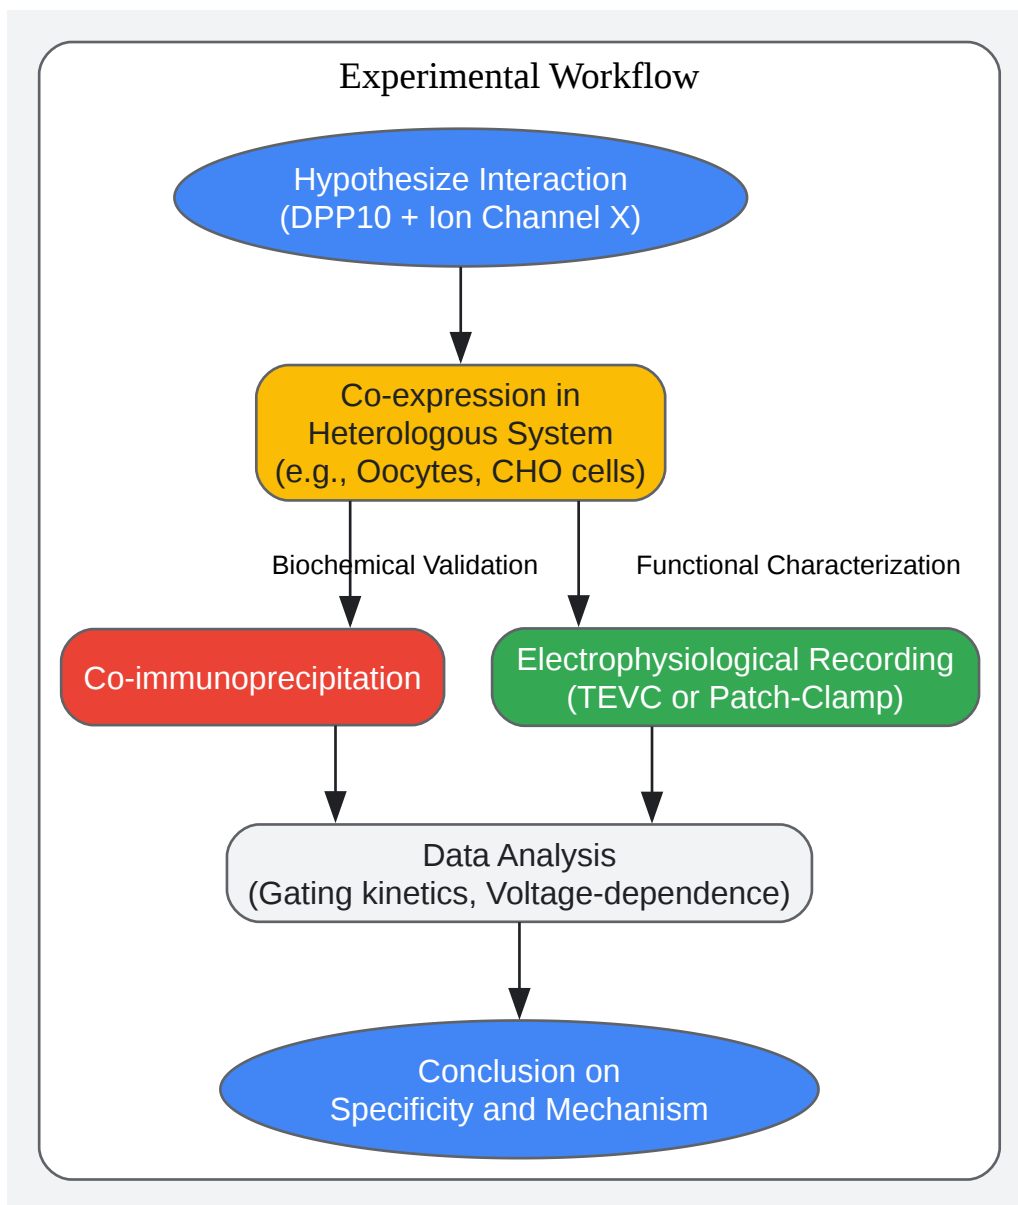 Experimental Workflow
Hypothesize Interaction
(DPP10 + Ion Channel X)
Co-expression in
Heterologous System
(e.g., Oocytes, CHO cells)
Biochemical Validation
Functional Characterization
Co-immunoprecipitation
Electrophysiological Recording
(TEVC or Patch-Clamp)
Data Analysis
(Gating kinetics, Voltage-dependence)
Conclusion on
Specificity and Mechanism